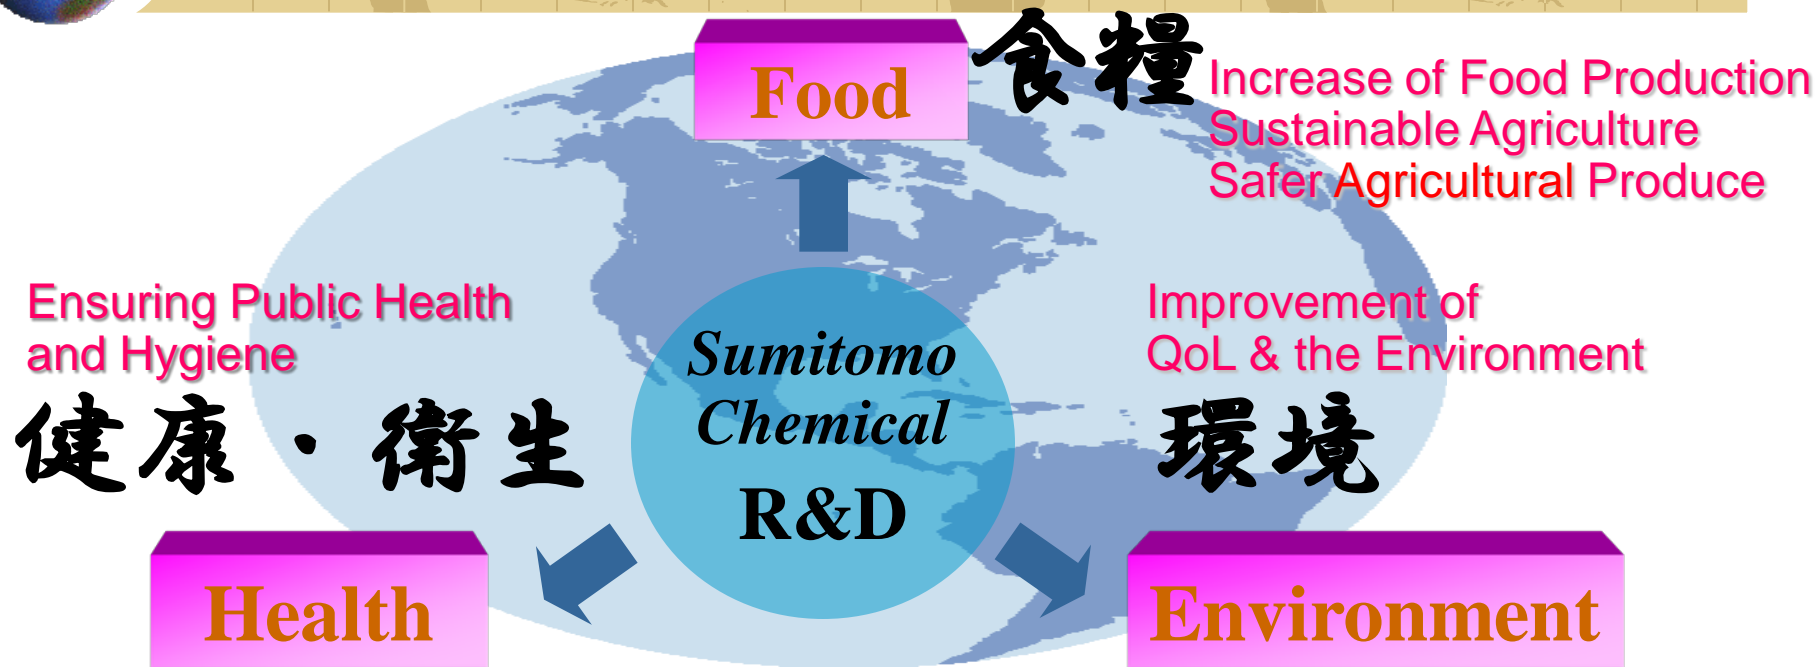 Food
食糧
Increase of Food Production
Sustainable Agriculture
Safer Agricultural Produce
Ensuring Public Health
and Hygiene
健康・衛生
Improvement of
QoL & the Environment
環境
Sumitomo
Chemical
R&D
Health
Environment